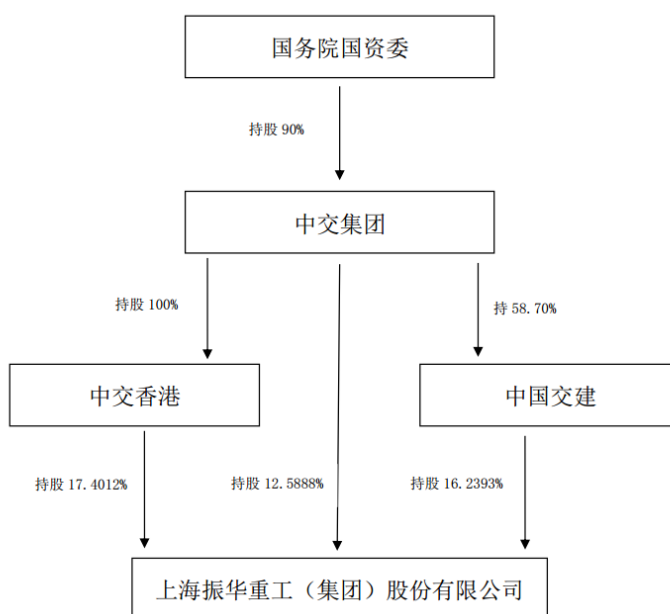 国务院国资委
持股 90%
中交集团
持股 100%
持 58.70%
中交香港
中国交建
持股 17.4012%
持股 12.5888%
持股 16.2393%
上海振华重工（集团）股份有限公司